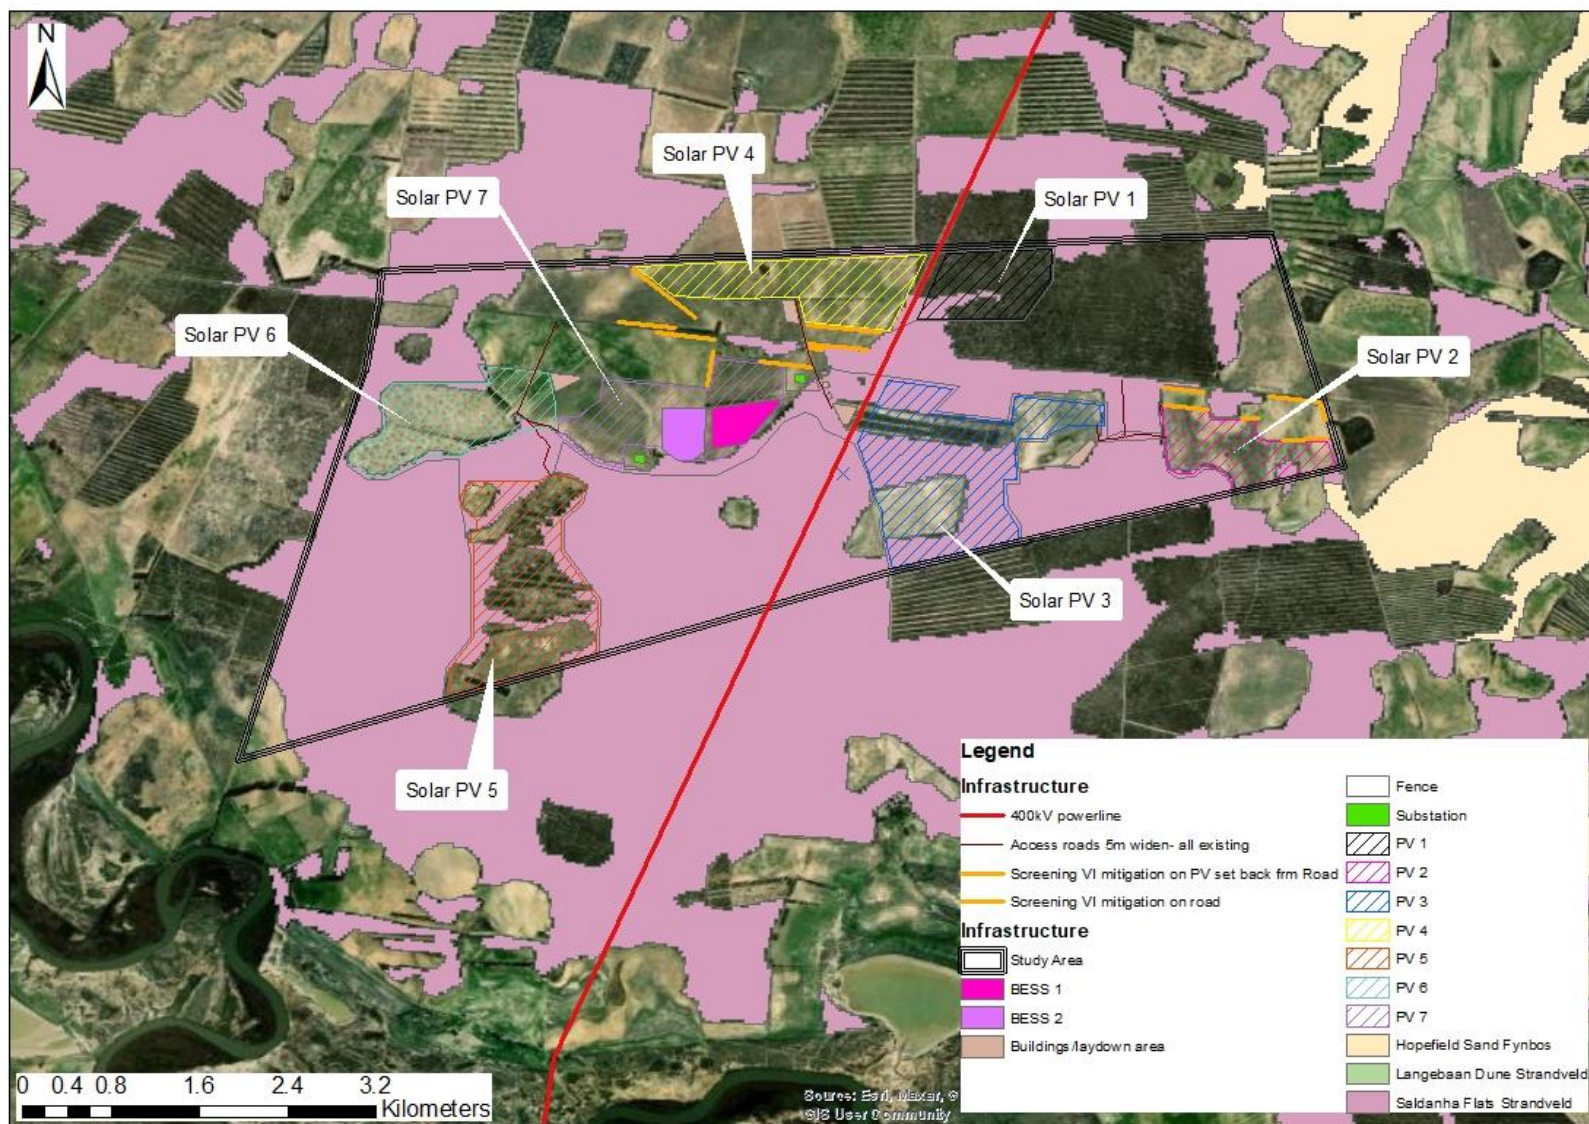 N
Solar PV 4
Solar PV 7
Solar PV 1
Solar PV 6
Solar PV 2
Solar PV 3
Solar PV 5
Legend
Infrastructure
400kV powerline
Access roads 5m widen- all existing
Screening VI mitigation on PV set back frm Road
Screening VI mitigation on road
Infrastructure
Study Area
BESS 1
BESS 2
Buildings/laydown area
Fence
Substation
PV 1
PV 2
PV 3
PV 4
PV 5
PV 6
PV 7
Hopefield Sand Fynbos
Langebaan Dune Strandveld
Saldanha Flats Strandveld
0 0.4 0.8 1.6 2.4 3.2
Kilometers
Source: Esri, Maxar, G
GIS User Community